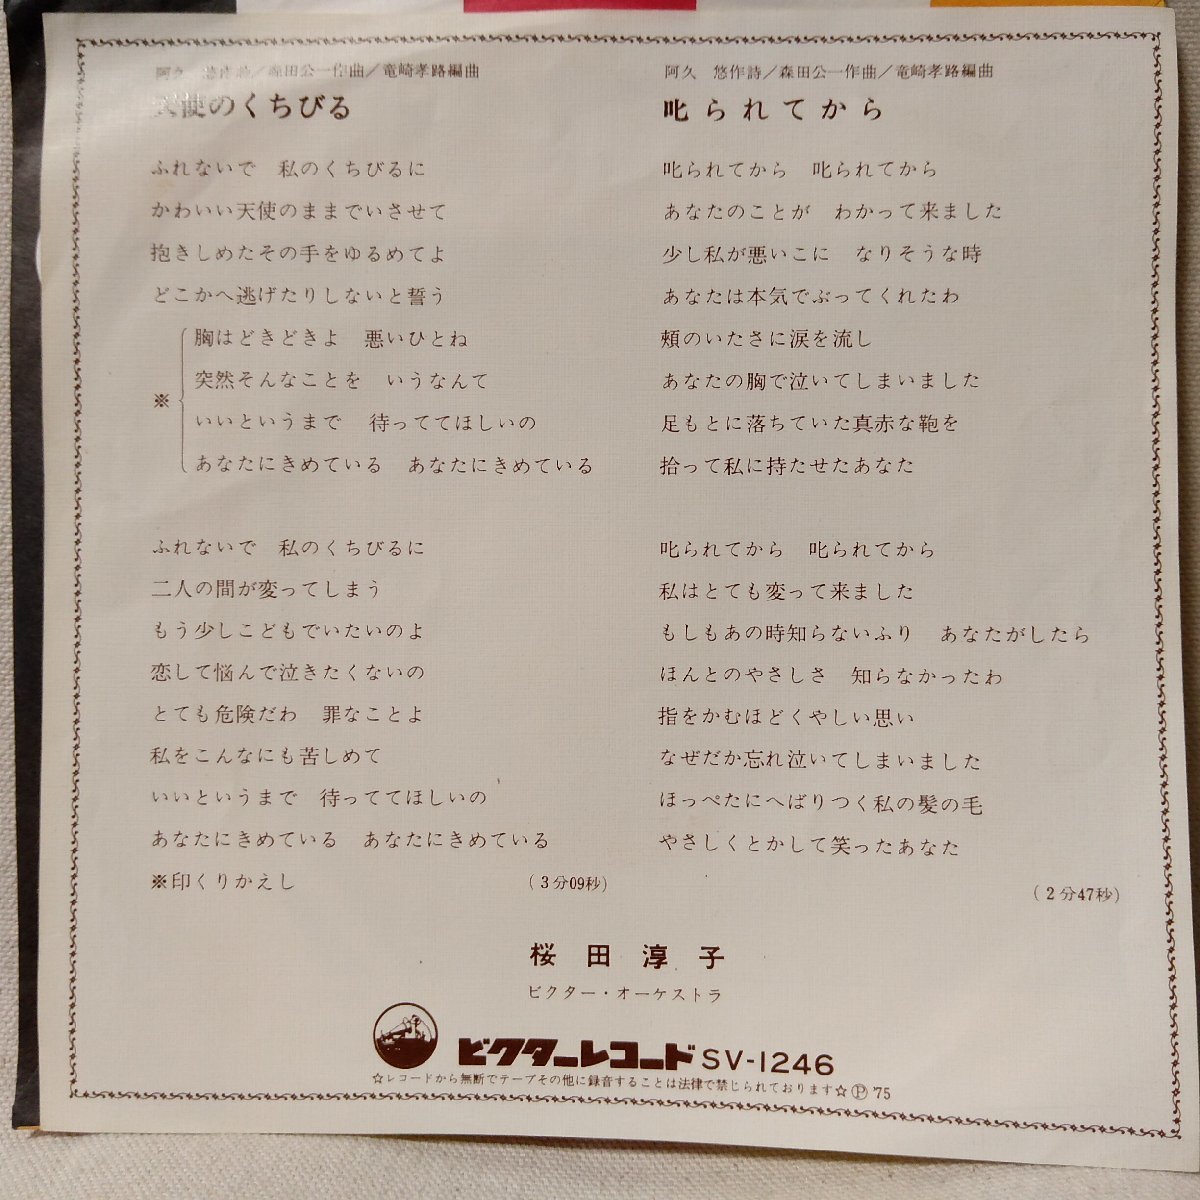 阿久 悠作詩／森田公一作曲／竜崎孝路編曲
天使のくちびる
ふれないで 私のくちびるに
かわいい天使のままでいさせて
抱きしめたその手をゆるめてよ
どこかへ逃げたりしないと誓う
胸はどきどきよ 悪いひとね
突然そんなことを いうなんて
※
いいというまで 待っててほしいの
あなたにきめている あなたにきめている
ふれないで 私のくちびるに
二人の間が変ってしまう
もう少しこどもでいたいのよ
恋して悩んで泣きたくないの
とても危険だわ 罪なことよ
私をこんなにも苦しめて
いいというまで 待っててほしいの
あなたにきめている あなたにきめている
※印くりかえし (３分09秒)
阿久 悠作詩／森田公一作曲／竜崎孝路編曲
叱られてから
叱られてから 叱られてから
あなたのことが わかって来ました
少し私が悪いこに なりそうな時
あなたは本気でぶってくれたわ
頬のいたさに涙を流し
あなたの胸で泣いてしまいました
足もとに落ちていた真赤な鞄を
拾って私に持たせたあなた
叱られてから 叱られてから
私はとても変って来ました
もしもあの時知らないふり あなたがしたら
ほんとのやさしさ 知らなかったわ
指をかむほどくやしい思い
なぜだか忘れ泣いてしまいました
ほっぺたにへばりつく私の髪の毛
やさしくとかして笑ったあなた
(２分47秒)
桜田淳子
ビクター・オーケストラ
ビクターレコード SV-1246
☆レコードから無断でテープその他に録音することは法律で禁じられております☆Ⓟ'75